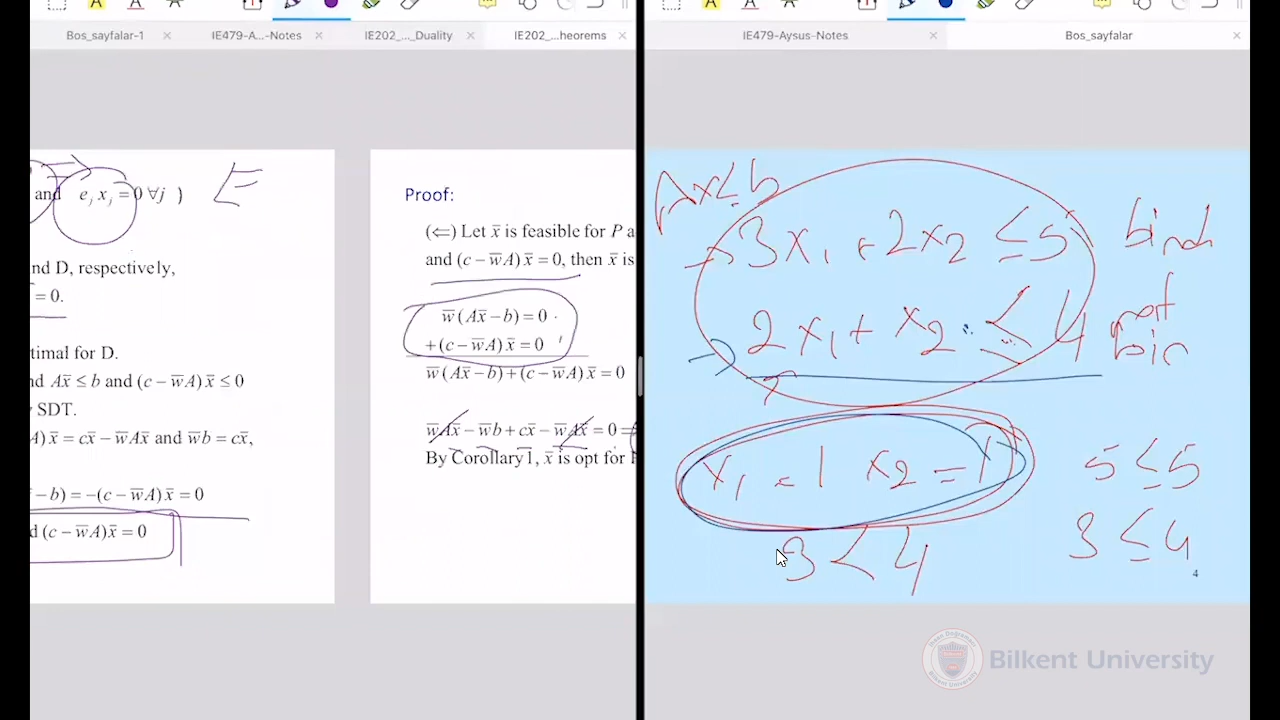 Bos_sayfalar-1
IE479-A...-Notes
IE202_..._Duality
IE202_...heorems
IE479-Aysus-Notes
Bos_sayfalar
and e_j x_j = 0 ∀j )
nd D, respectively,
= 0.
timal for D.
nd Ax̄ ≤ b and (c − w̄A)x̄ ≤ 0
SDT.
)x̄ = cx̄ − w̄Ax̄ and w̄b = cx̄,
− b) = −(c − w̄A)x̄ = 0
d (c − w̄A)x̄ = 0
Proof:
(⇐) Let x̄ is feasible for P a
and (c − w̄A)x̄ = 0, then x̄ is
w̄(Ax̄ − b) = 0
+(c − w̄A)x̄ = 0
w̄(Ax̄ − b) + (c − w̄A)x̄ = 0
w̄Ax̄ − w̄b + cx̄ − w̄Ax̄ = 0
By Corollary 1, x̄ is opt for
Ax ≤ b
→ 3x1 + 2x2 ≤ 5 bind
→ 2x1 + x2 ≤ 4 not bin
x1 = 1 x2 = 1
5 ≤ 5
3 ≤ 4
3 < 4
4
Bilkent University